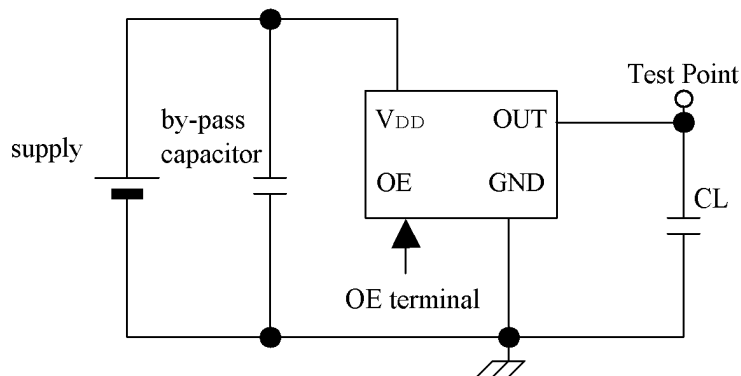 Test Point
supply
by-pass
capacitor
VDD
OUT
OE
GND
CL
OE terminal